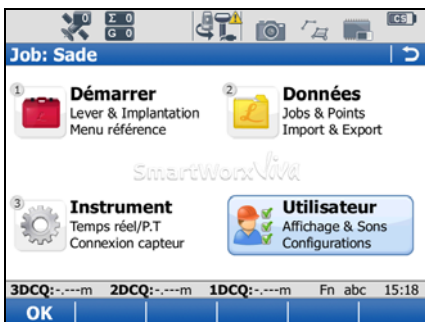 0 Σ 0
G 0
CS
Job: Sade
1 Démarrer
Lever & Implantation
Menu référence
2 Données
Jobs & Points
Import & Export
SmartWorx Viva
3 Instrument
Temps réel/P.T
Connexion capteur
Utilisateur
Affichage & Sons
Configurations
3DCQ:-.---m 2DCQ:-.---m 1DCQ:-.---m Fn abc 15:18
OK